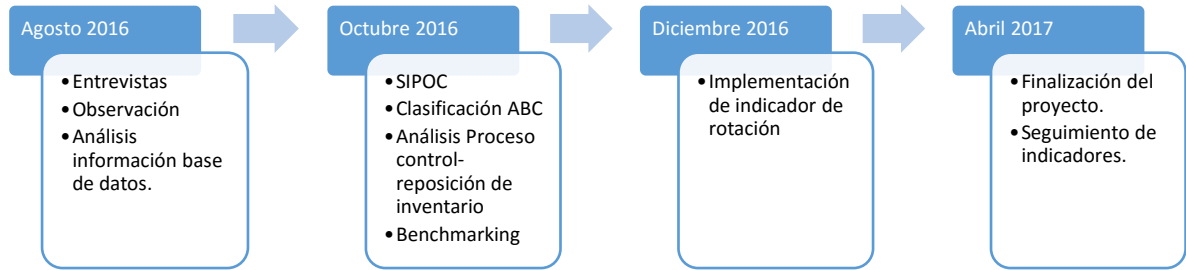 Agosto 2016
•Entrevistas
•Observación
•Análisis
información base
de datos.
Octubre 2016
•SIPOC
•Clasificación ABC
•Análisis Proceso
control-
reposición de
inventario
•Benchmarking
Diciembre 2016
•Implementación
de indicador de
rotación
Abril 2017
•Finalización del
proyecto.
•Seguimiento de
indicadores.